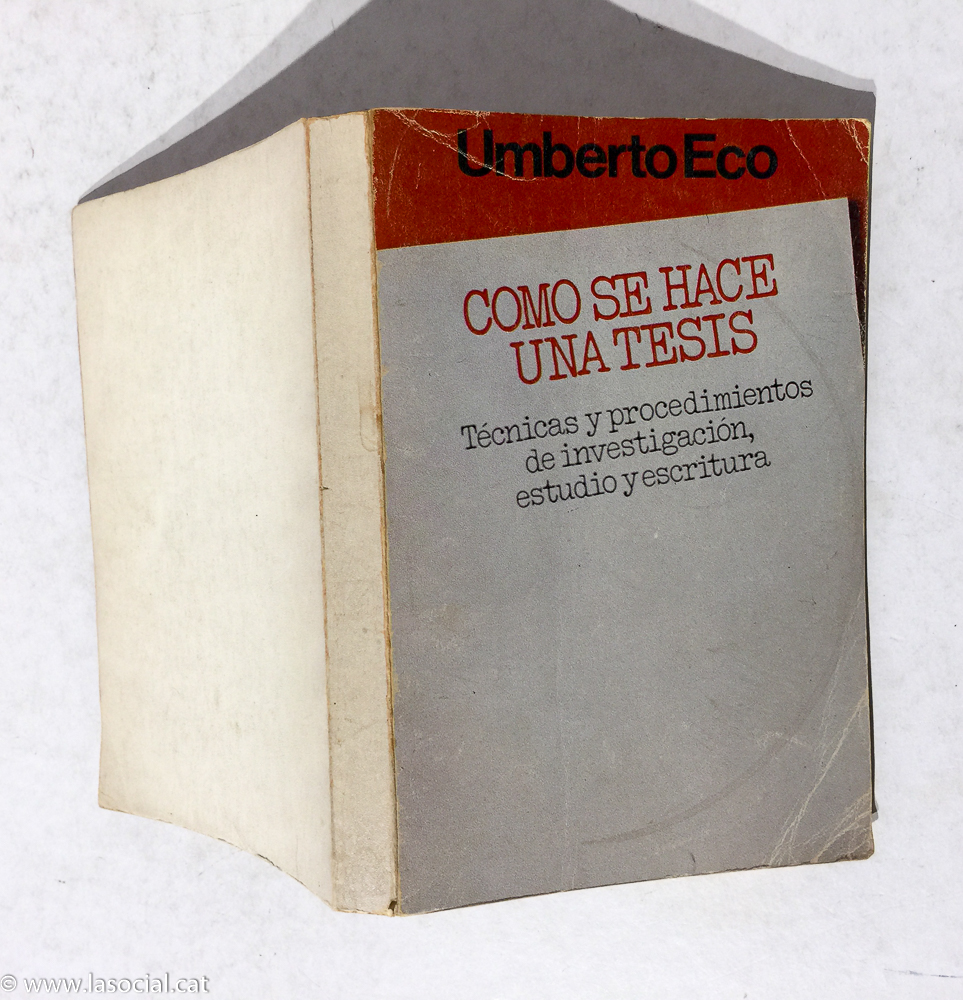 Umberto Eco
COMO SE HACE
UNA TESIS
Técnicas y procedimientos
de investigación,
estudio y escritura
© www.lasocial.cat